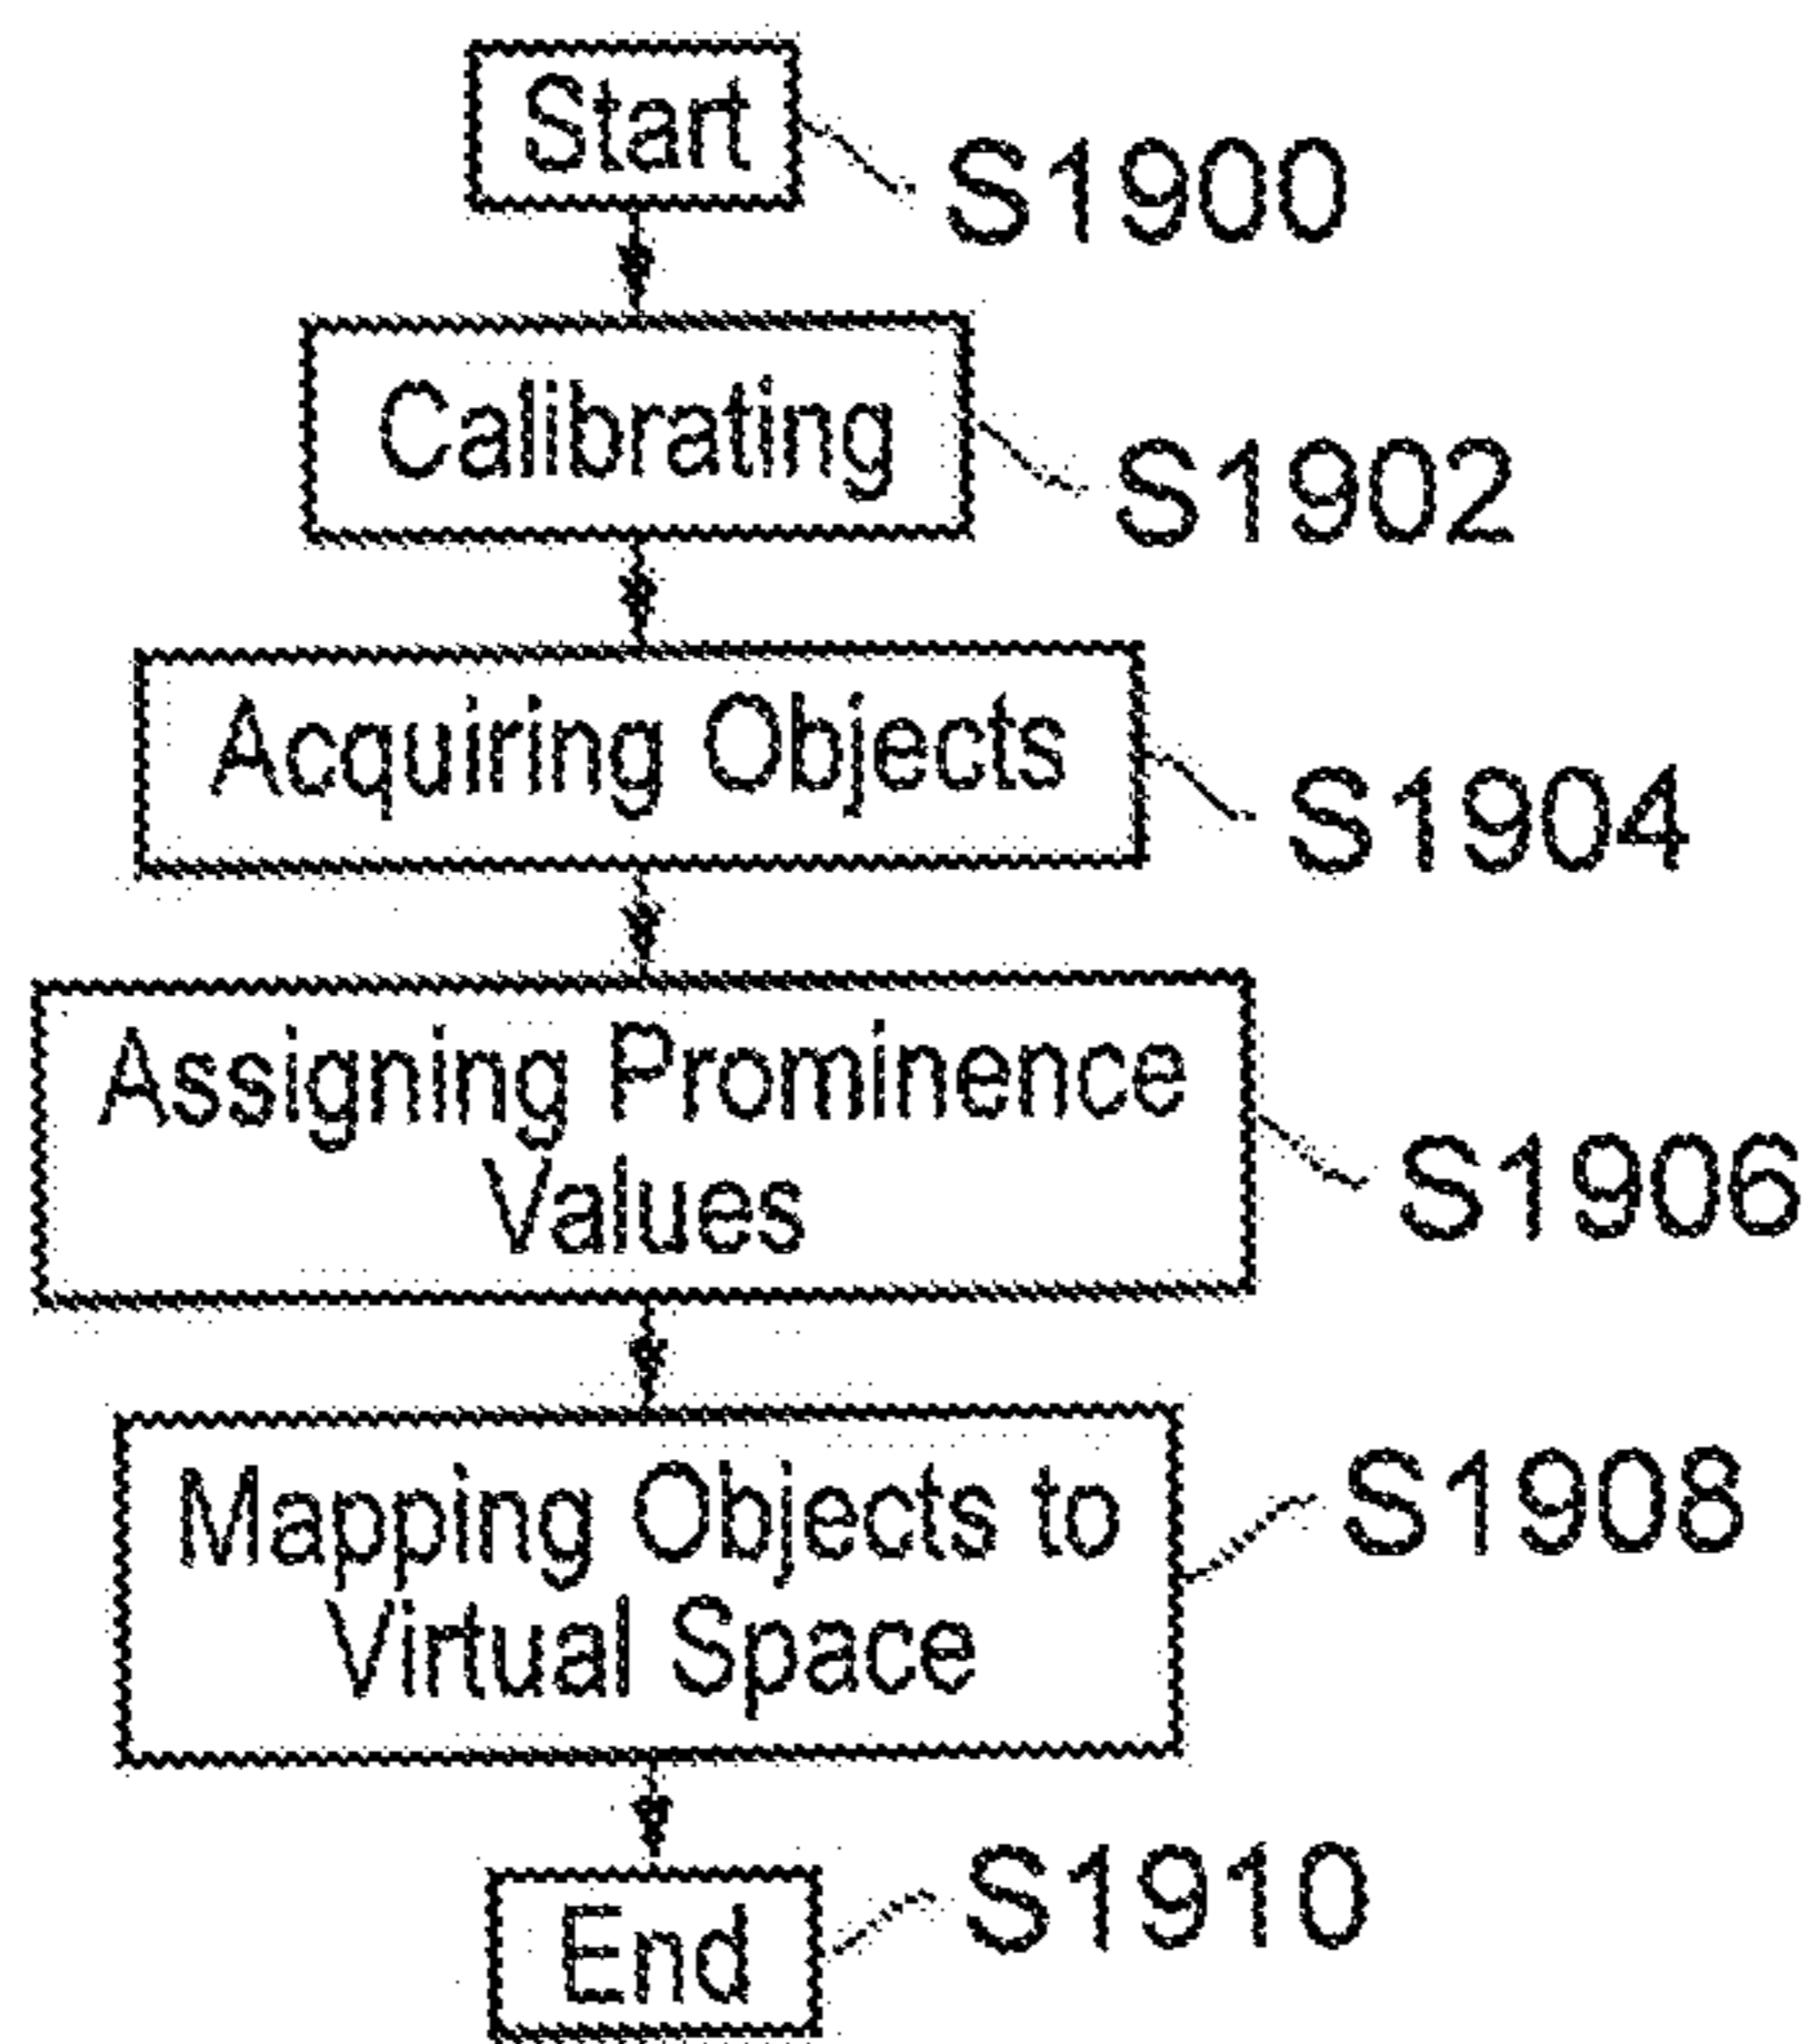 Start
S1900
Calibrating
S1902
Acquiring Objects
S1904
Assigning Prominence
Values
S1906
Mapping Objects to
Virtual Space
S1908
End
S1910